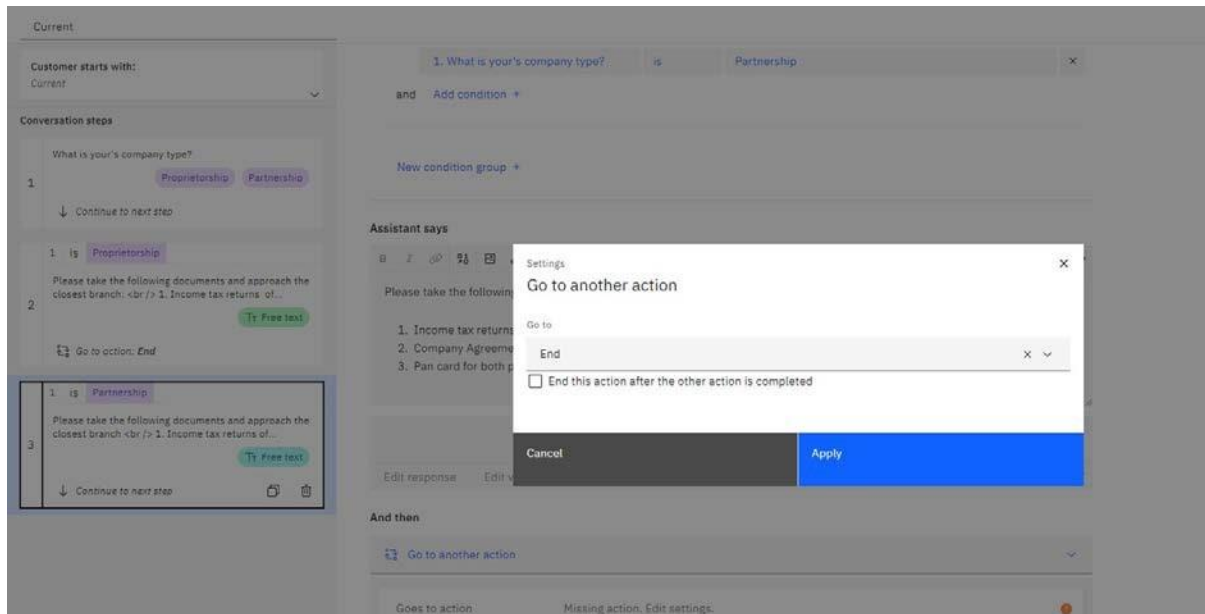 Current
Customer starts with:
Current
Conversation steps
What is your's company type?
Proprietorship Partnership
1
Continue to next step
1 is Proprietorship
Please take the following documents and approach the
closest branch: <br /> 1. Income tax returns of...
2
Free text
Go to action: End
1 is Partnership
Please take the following documents and approach the
closest branch <br /> 1. Income tax returns of...
3
Free text
Continue to next step
1. What is your's company type? is Partnership
and Add condition +
New condition group +
Assistant says
B I
Please take the following
1. Income tax returns
2. Company Agreeme
3. Pan card for both p
Edit response Edit v
Settings
Go to another action
Go to
End
End this action after the other action is completed
Cancel Apply
And then
Go to another action
Goes to action Missing action. Edit settings.